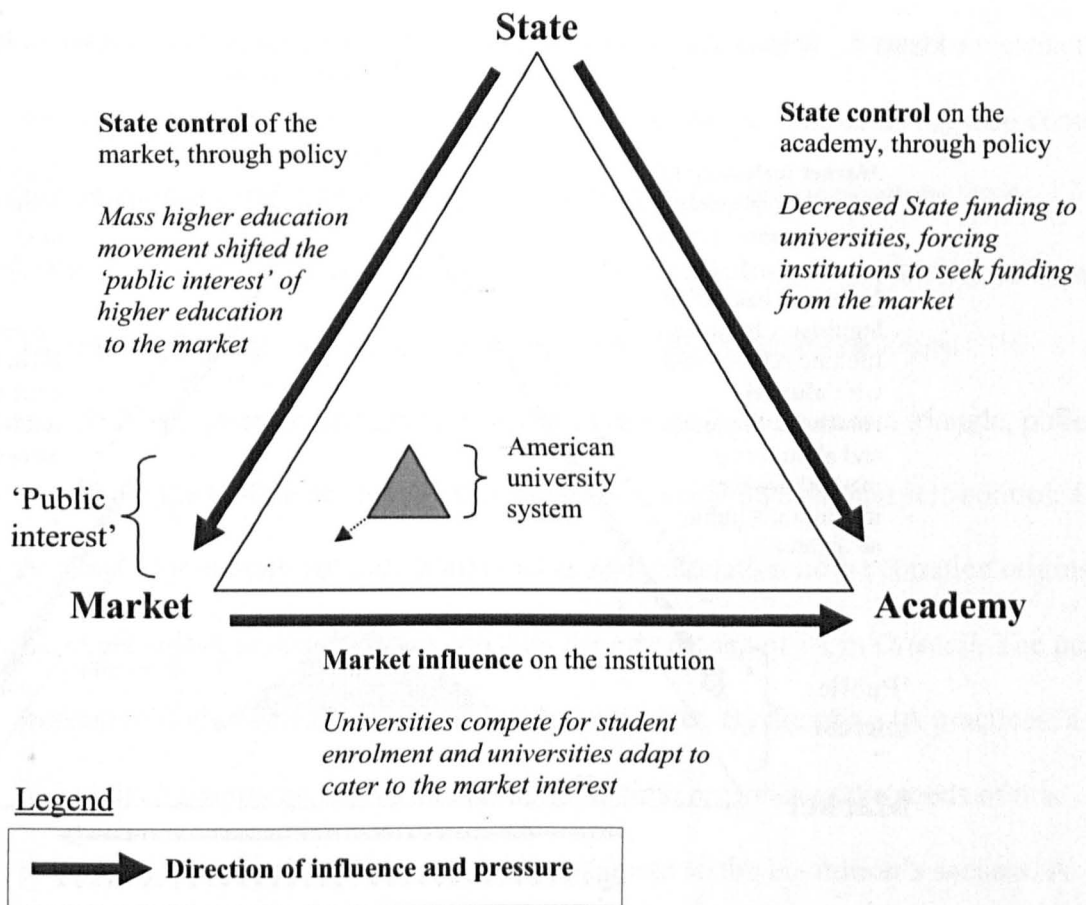 State
State control of the
market, through policy
Mass higher education
movement shifted the
‘public interest’ of
higher education
to the market
State control on the
academy, through policy
Decreased State funding to
universities, forcing
institutions to seek funding
from the market
American
university
system
‘Public
interest’
Market
Academy
Market influence on the institution
Universities compete for student
enrolment and universities adapt to
cater to the market interest
Legend
Direction of influence and pressure